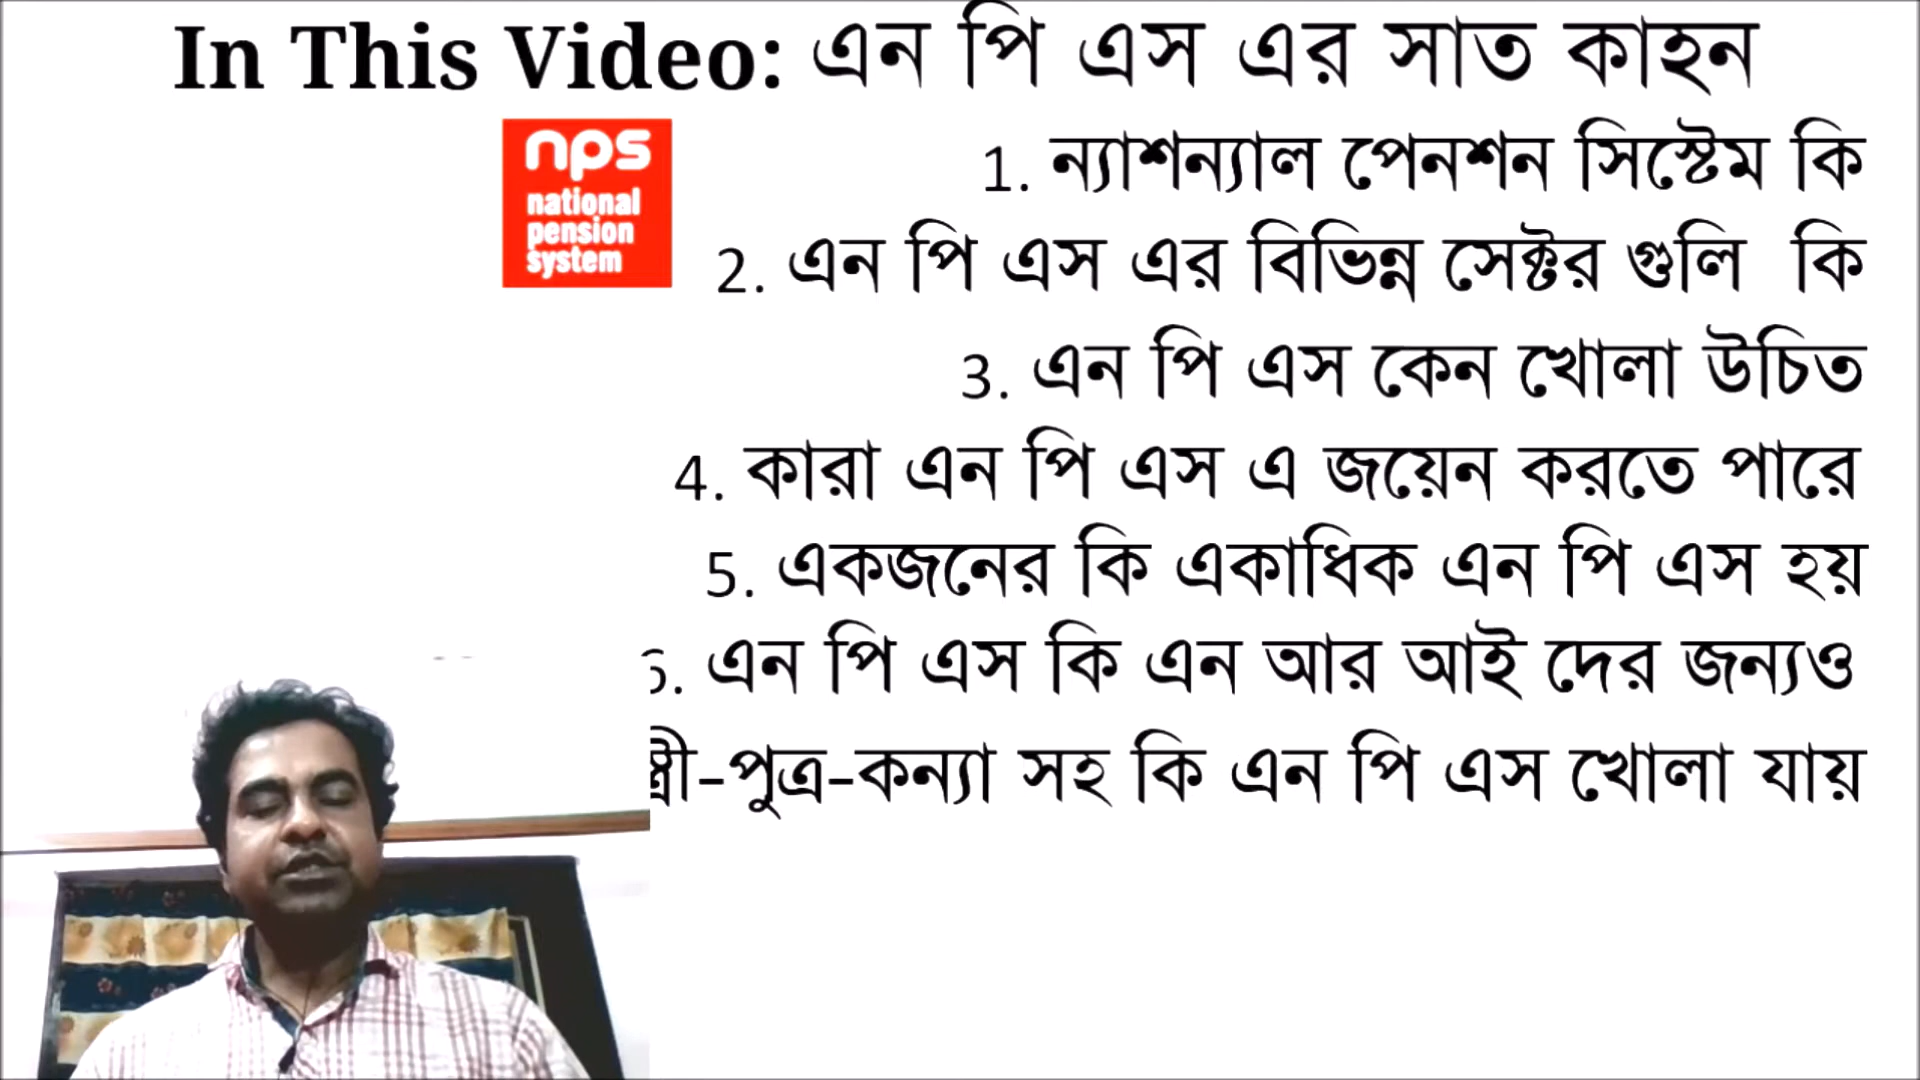 In This Video: এন পি এস এর সাত কাহন
nps
national
pension
system
1. ন্যাশন্যাল পেনশন সিস্টেম কি
2. এন পি এস এর বিভিন্ন সেক্টর গুলি কি
3. এন পি এস কেন খোলা উচিত
4. কারা এন পি এস এ জয়েন করতে পারে
5. একজনের কি একাধিক এন পি এস হয়
6. এন পি এস কি এন আর আই দের জন্যও
-পুত্র-কন্যা সহ কি এন পি এস খোলা যায়